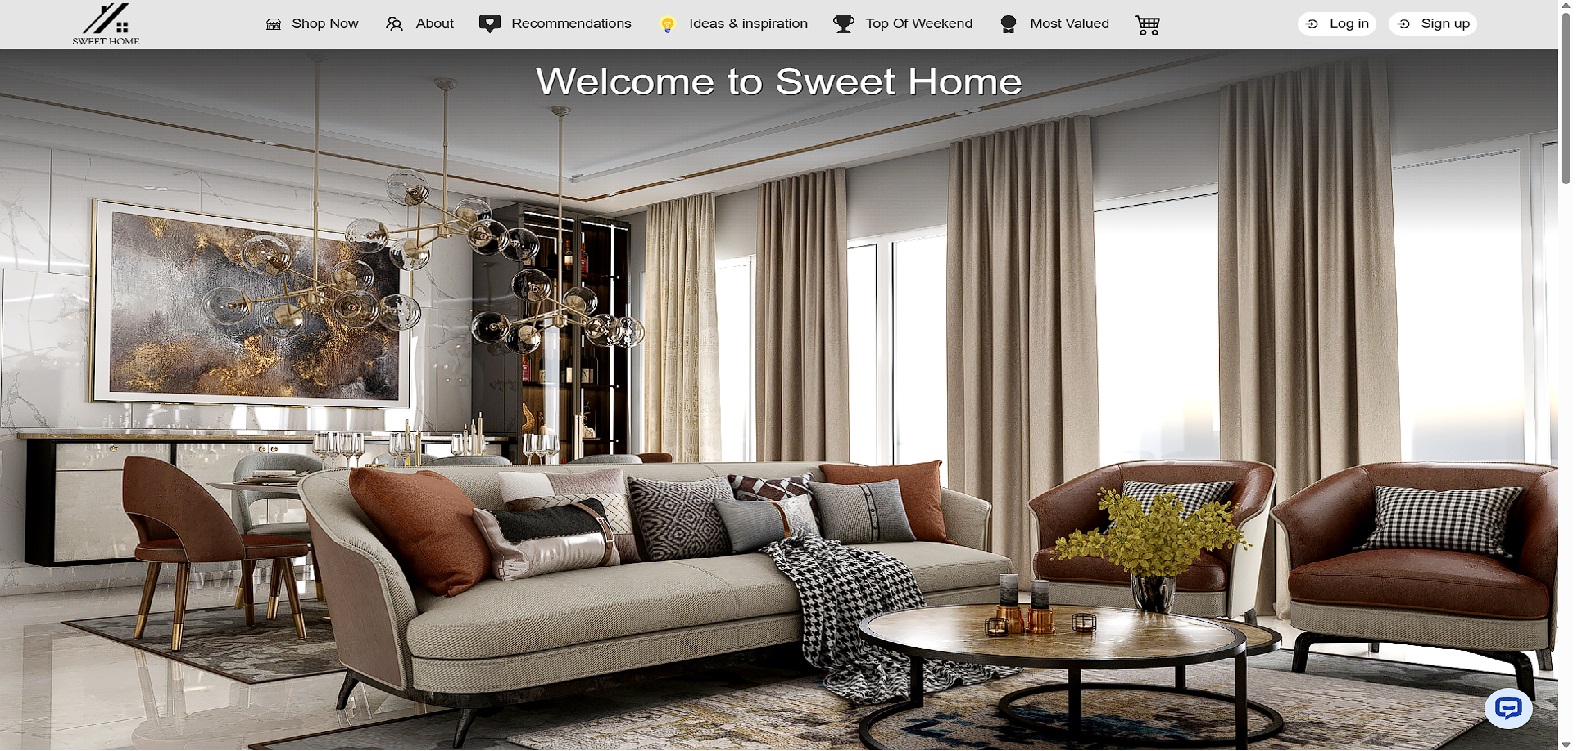 SWEET HOME
Shop Now
About
Recommendations
Ideas & inspiration
Top Of Weekend
Most Valued
Log in
Sign up
Welcome to Sweet Home